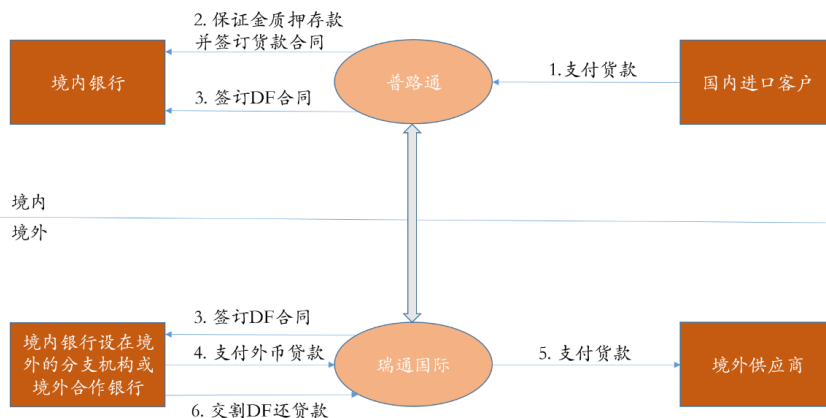 2. 保证金质押存款
并签订货款合同
境内银行
普路通
1.支付货款
国内进口客户
3. 签订DF合同
境内
境外
3. 签订DF合同
境内银行设在境
外的分支机构或
境外合作银行
4. 支付外币贷款
瑞通国际
5. 支付货款
境外供应商
6. 交割DF还贷款